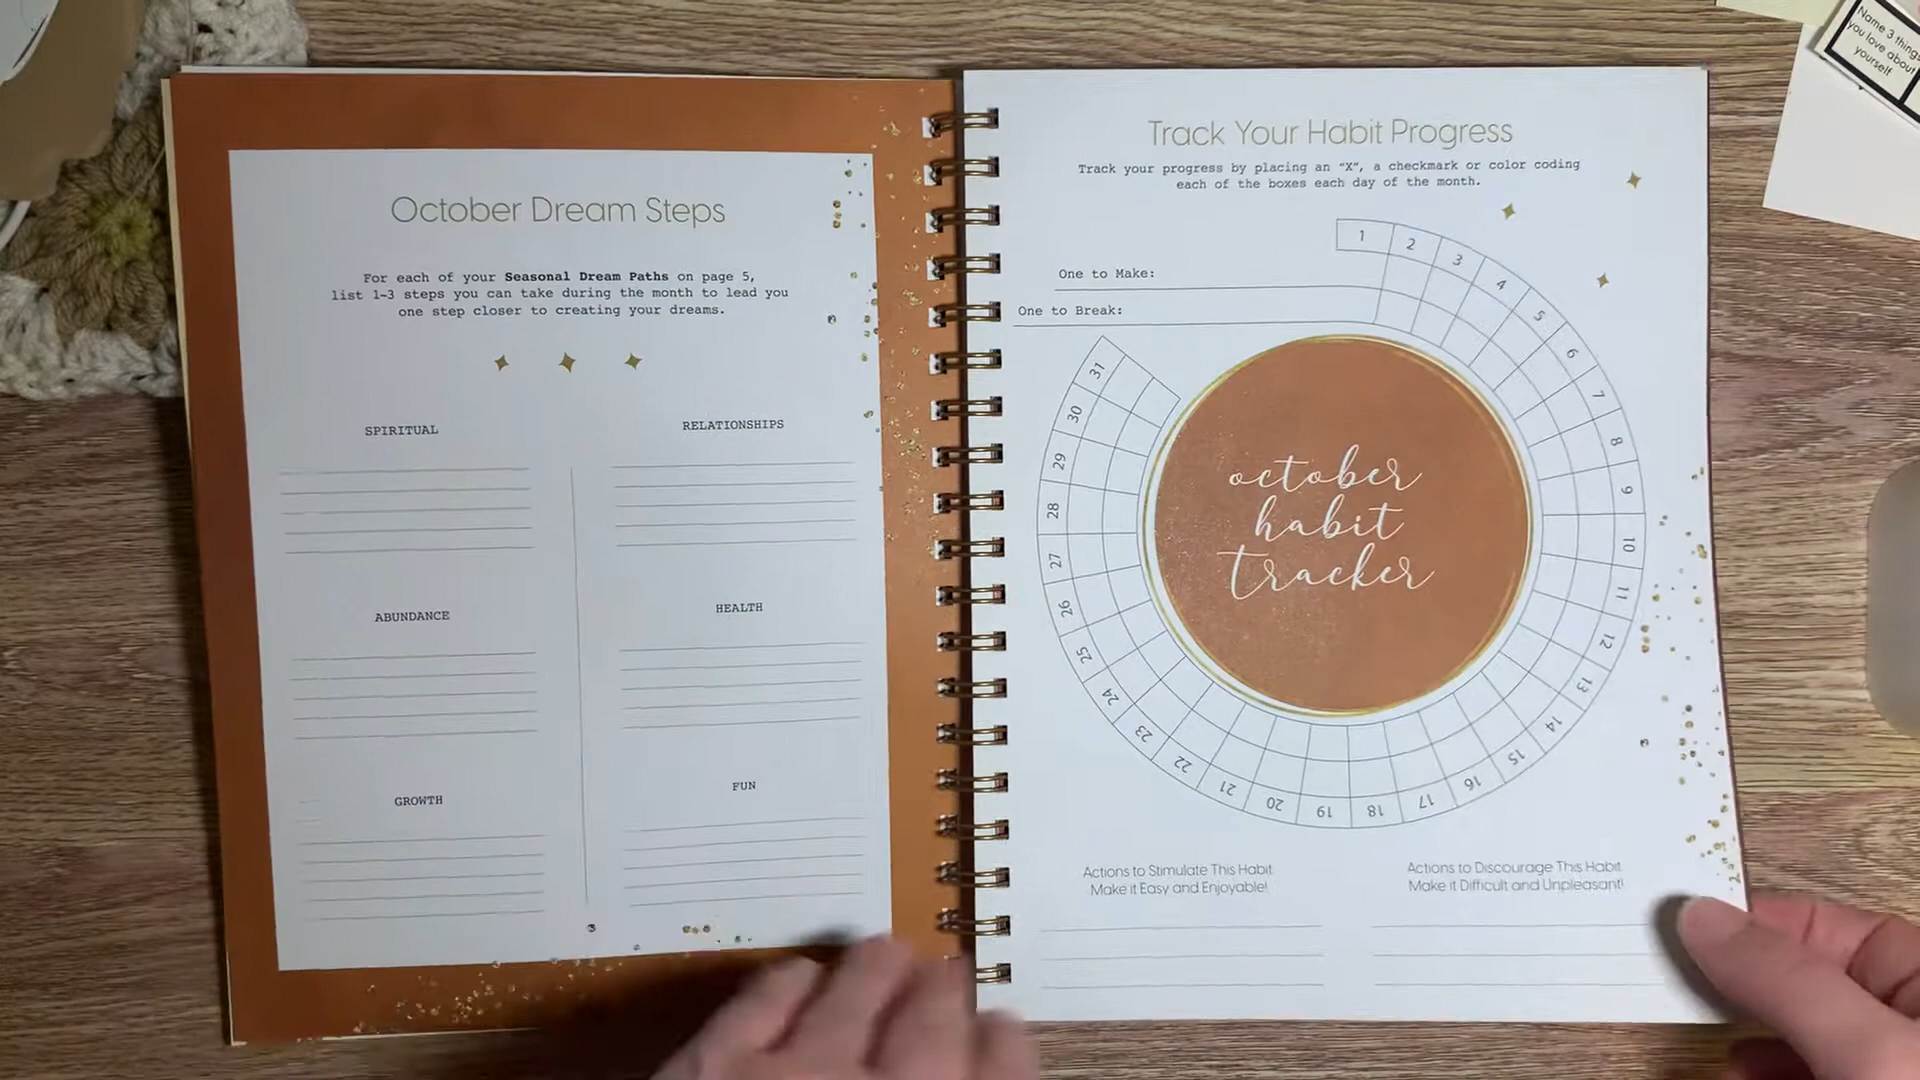 October Dream Steps
For each of your Seasonal Dream Paths on page 5,
list 1-3 steps you can take during the month to lead you
one step closer to creating your dreams.
SPIRITUAL
RELATIONSHIPS
ABUNDANCE
HEALTH
GROWTH
FUN
Track Your Habit Progress
Track your progress by placing an "X", a checkmark or color coding
each of the boxes each day of the month.
One to Make:
One to Break:
1
2
3
4
5
6
7
8
9
10
11
12
13
14
15
16
17
18
19
20
21
22
23
24
25
26
27
28
29
30
31
october
habit
tracker
Actions to Stimulate This Habit
Make it Easy and Enjoyable!
Actions to Discourage This Habit
Make it Difficult and Unpleasant!
Name 3 things
you love about
yourself